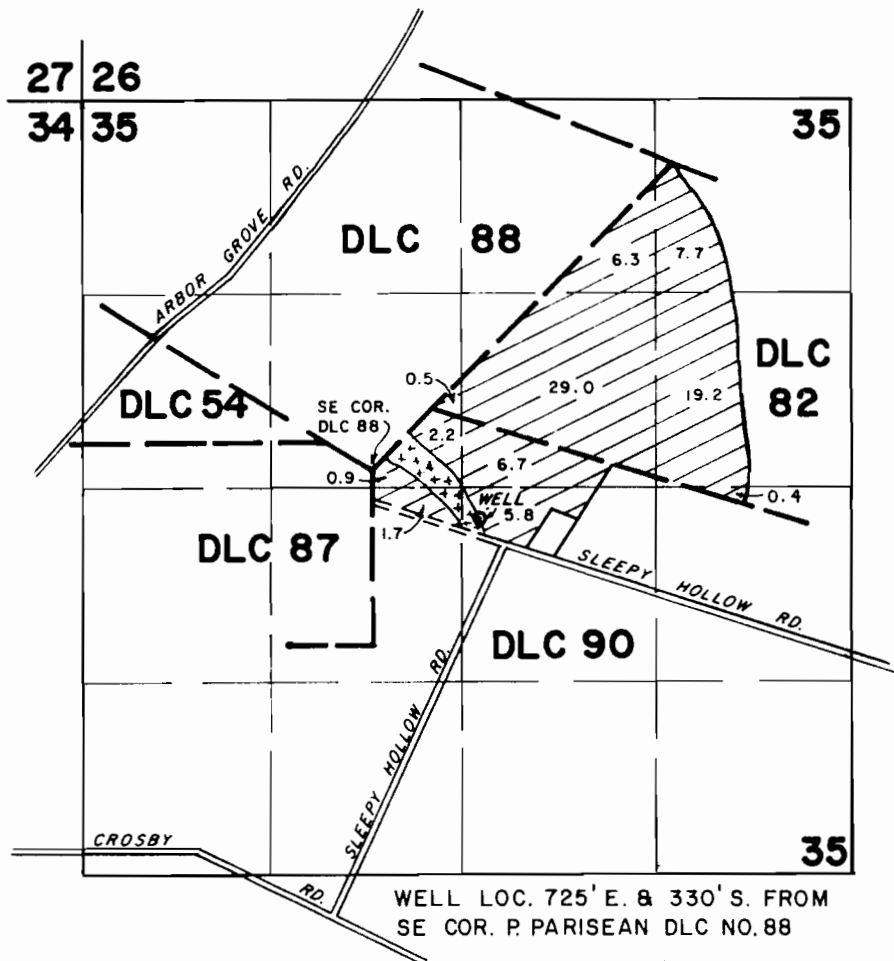 27 26
34 35
35
ARBOR GROVE RD.
DLC 88
6.3
7.7
DLC
82
DLC 54
0.5
29.0
19.2
SE COR.
DLC 88
2.2
6.7
0.9
WELL
5.8
0.4
1.7
DLC 87
SLEEPY HOLLOW RD.
DLC 90
SLEEPY HOLLOW RD.
CROSBY RD.
35
WELL LOC. 725' E. & 330' S. FROM
SE COR. P. PARISEAN DLC NO. 88